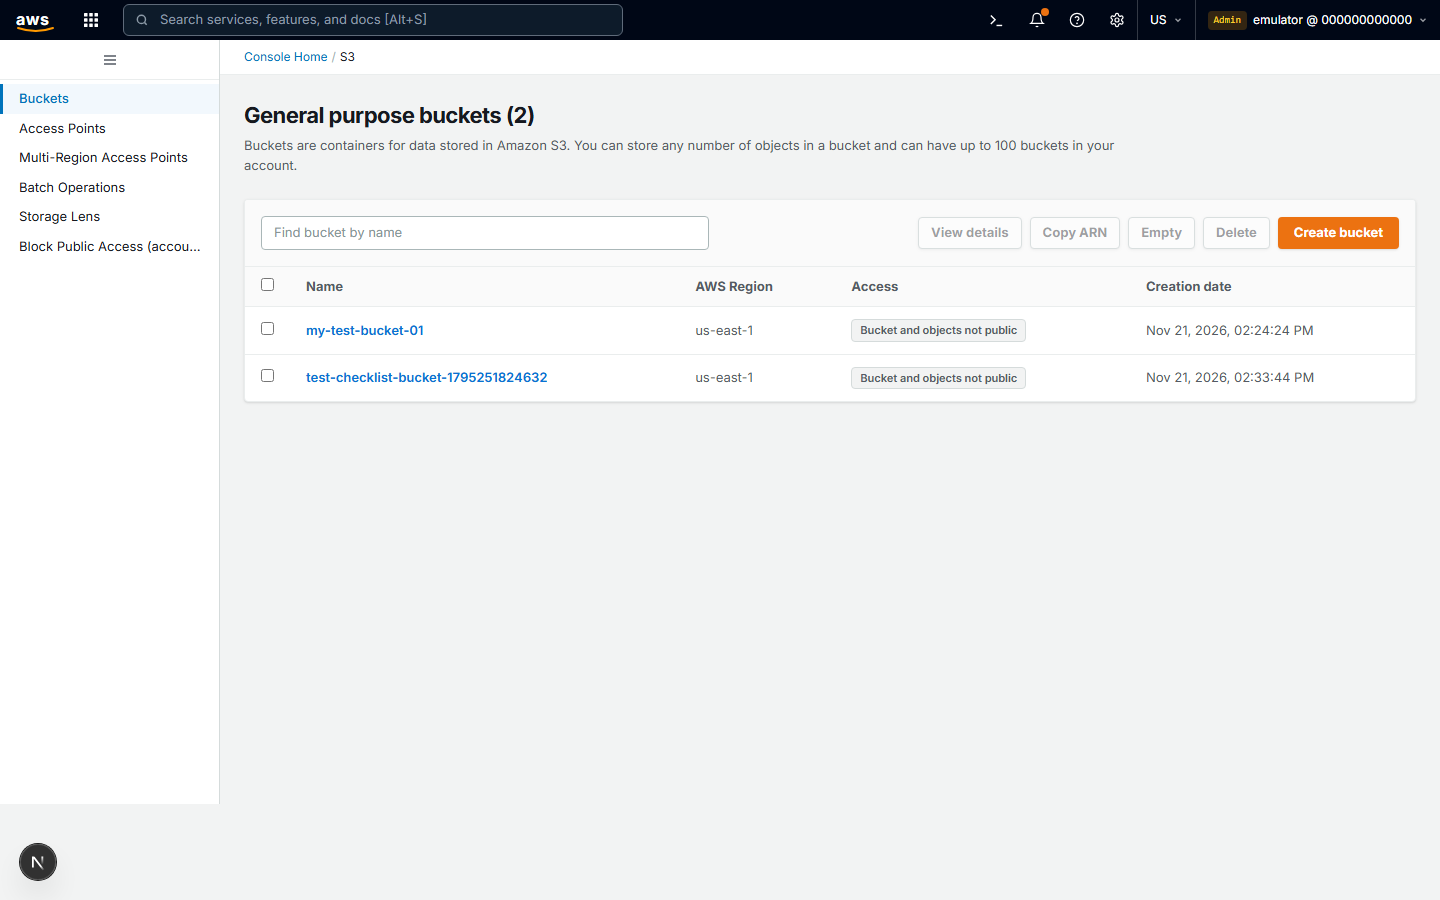 aws
Search services, features, and docs [Alt+S]
US
Admin
emulator @ 000000000000
Console Home / S3
Buckets
Access Points
Multi-Region Access Points
Batch Operations
Storage Lens
Block Public Access (accou...
General purpose buckets (2)
Buckets are containers for data stored in Amazon S3. You can store any number of objects in a bucket and can have up to 100 buckets in your
account.
Find bucket by name
View details
Copy ARN
Empty
Delete
Create bucket
Name AWS Region Access Creation date
my-test-bucket-01 us-east-1 Bucket and objects not public Nov 21, 2026, 02:24:24 PM
test-checklist-bucket-1795251824632 us-east-1 Bucket and objects not public Nov 21, 2026, 02:33:44 PM
N